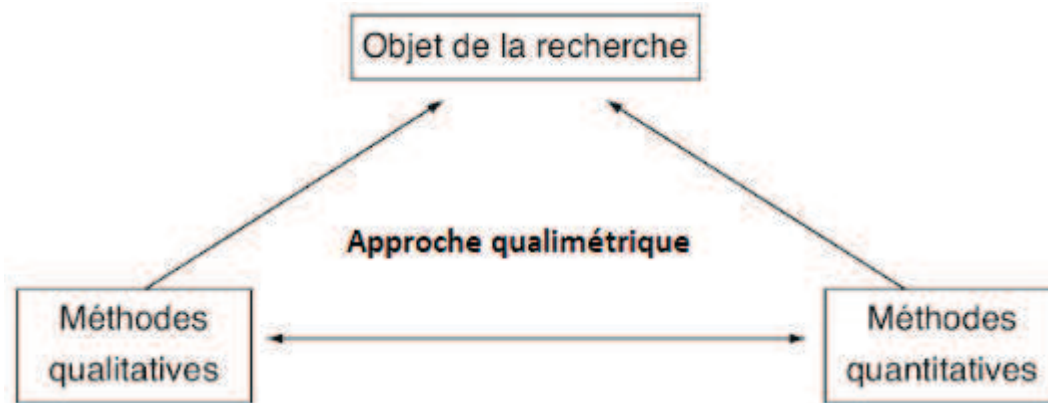 Objet de la recherche
Approche qualimétrique
Méthodes
qualitatives
Méthodes
quantitatives